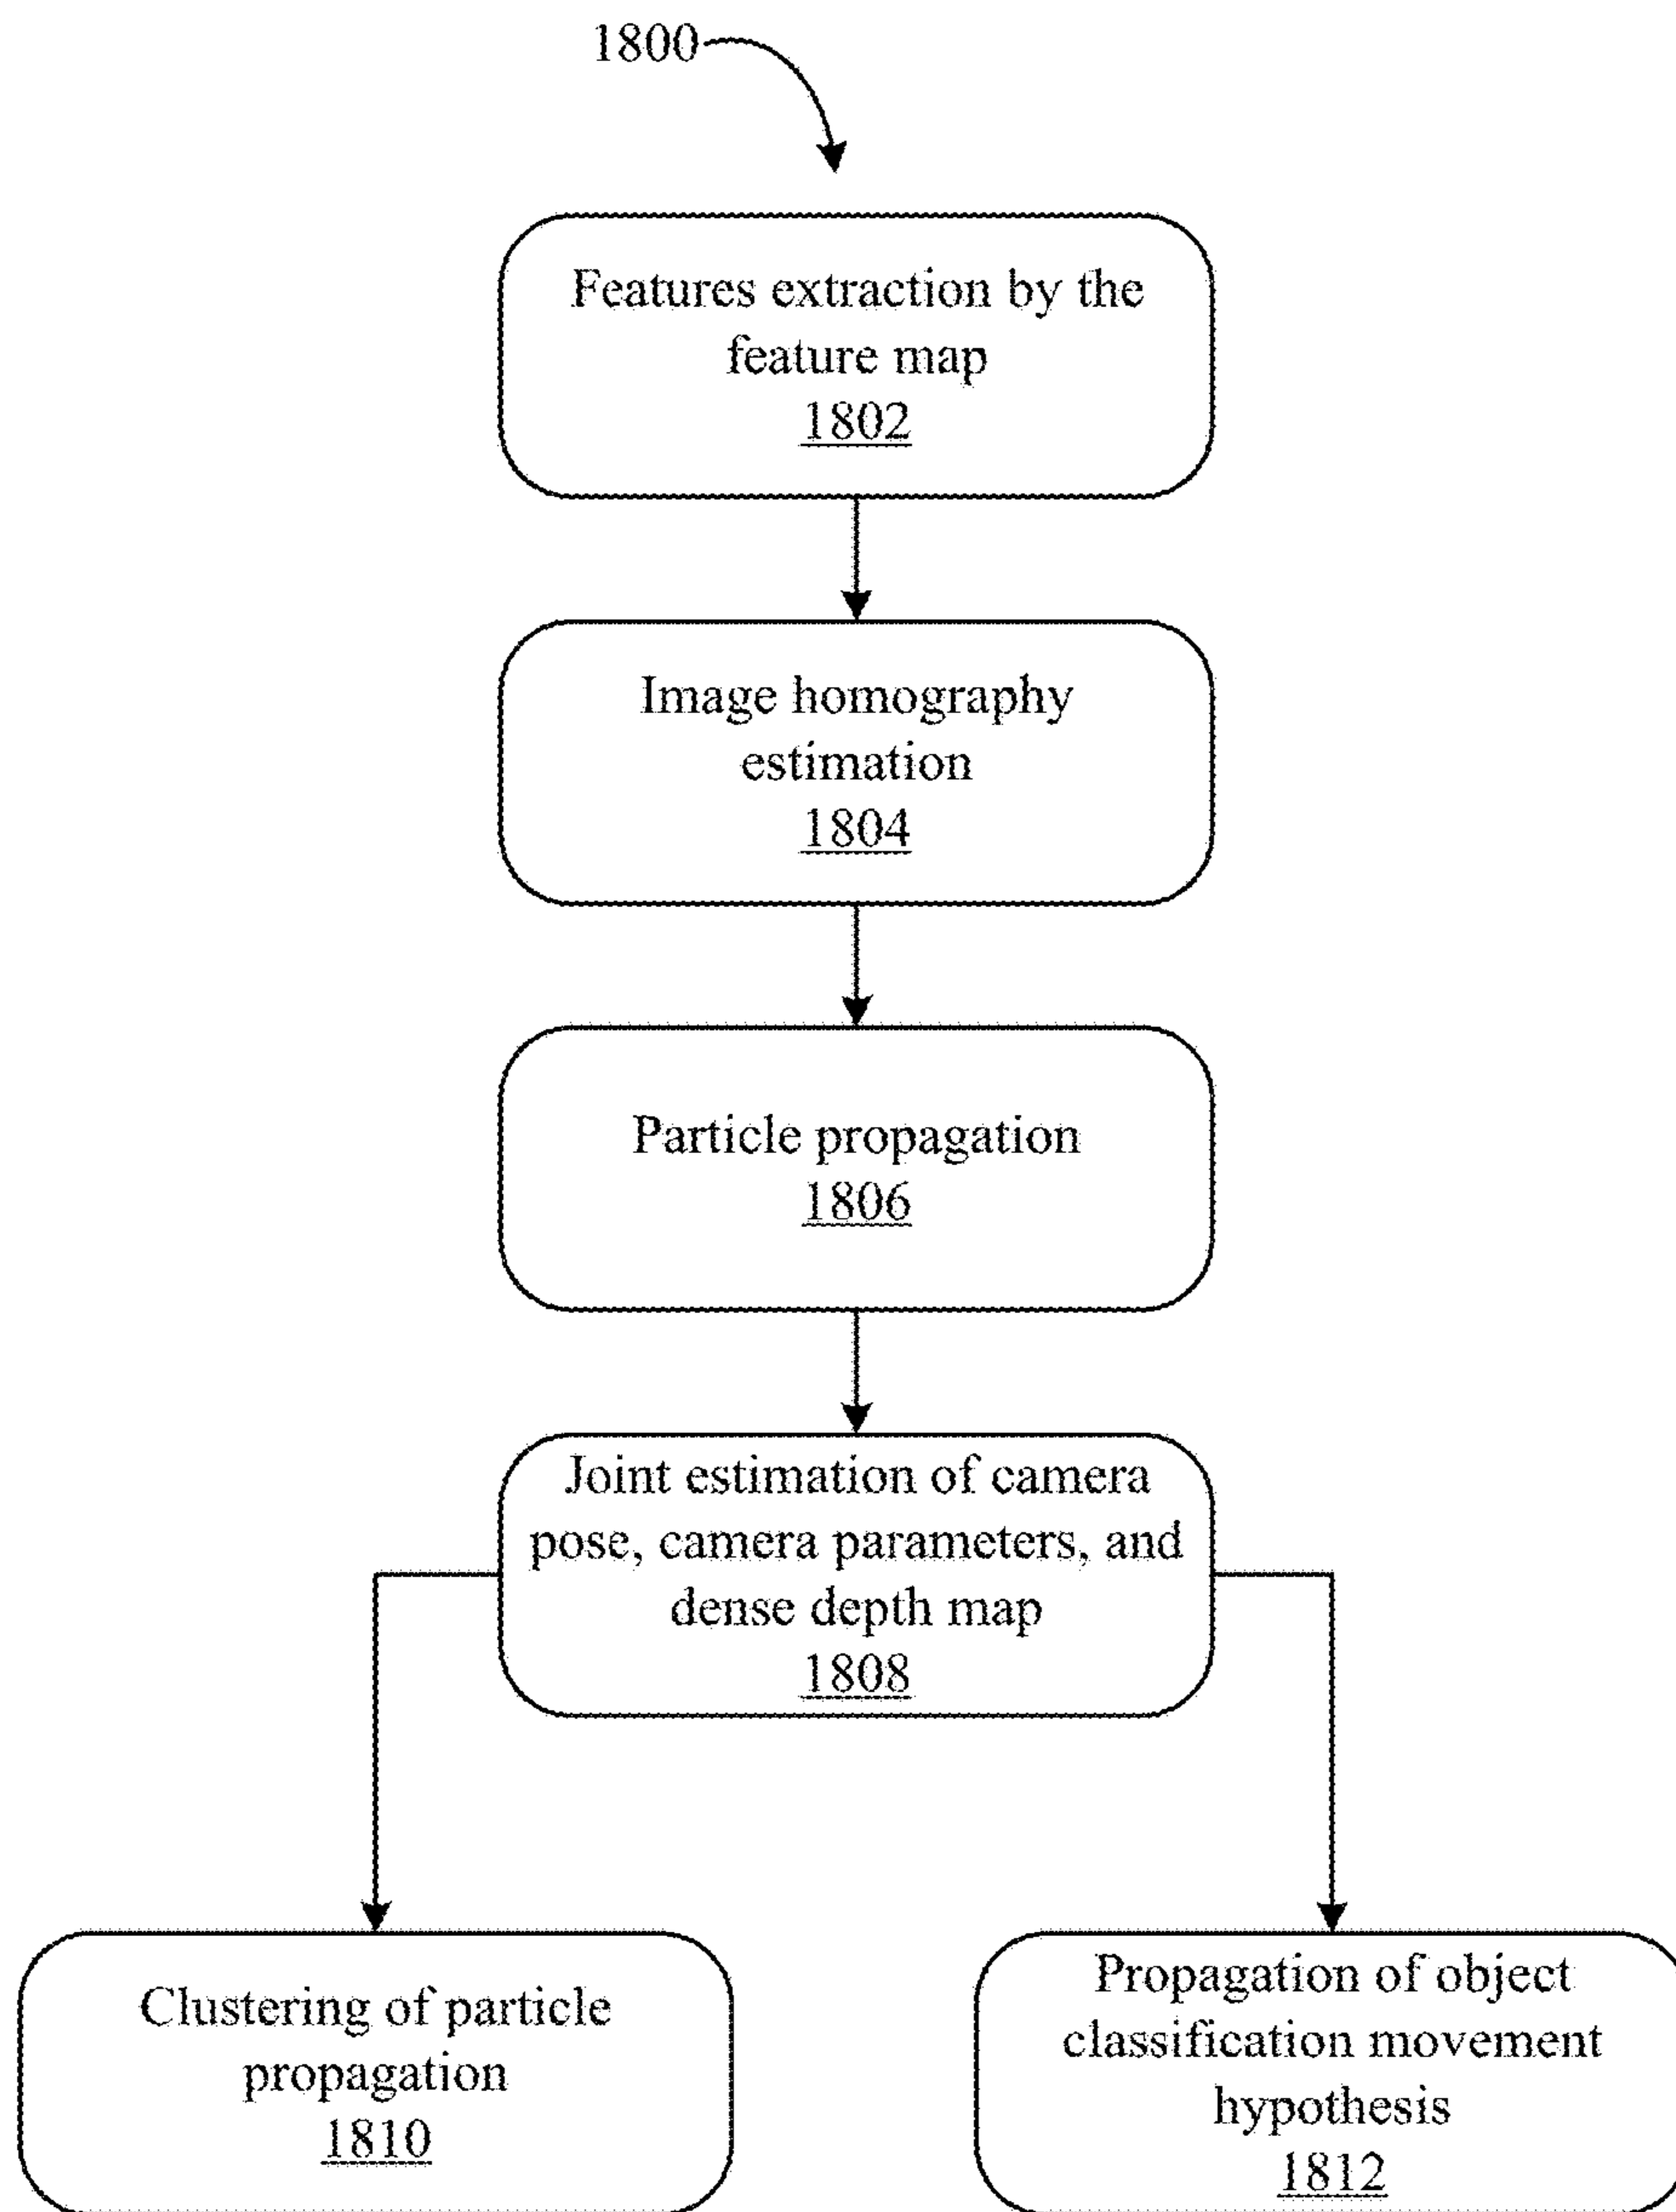 1800
Features extraction by the
feature map
1802
Image homography
estimation
1804
Particle propagation
1806
Joint estimation of camera
pose, camera parameters, and
dense depth map
1808
Clustering of particle
propagation
1810
Propagation of object
classification movement
hypothesis
1812